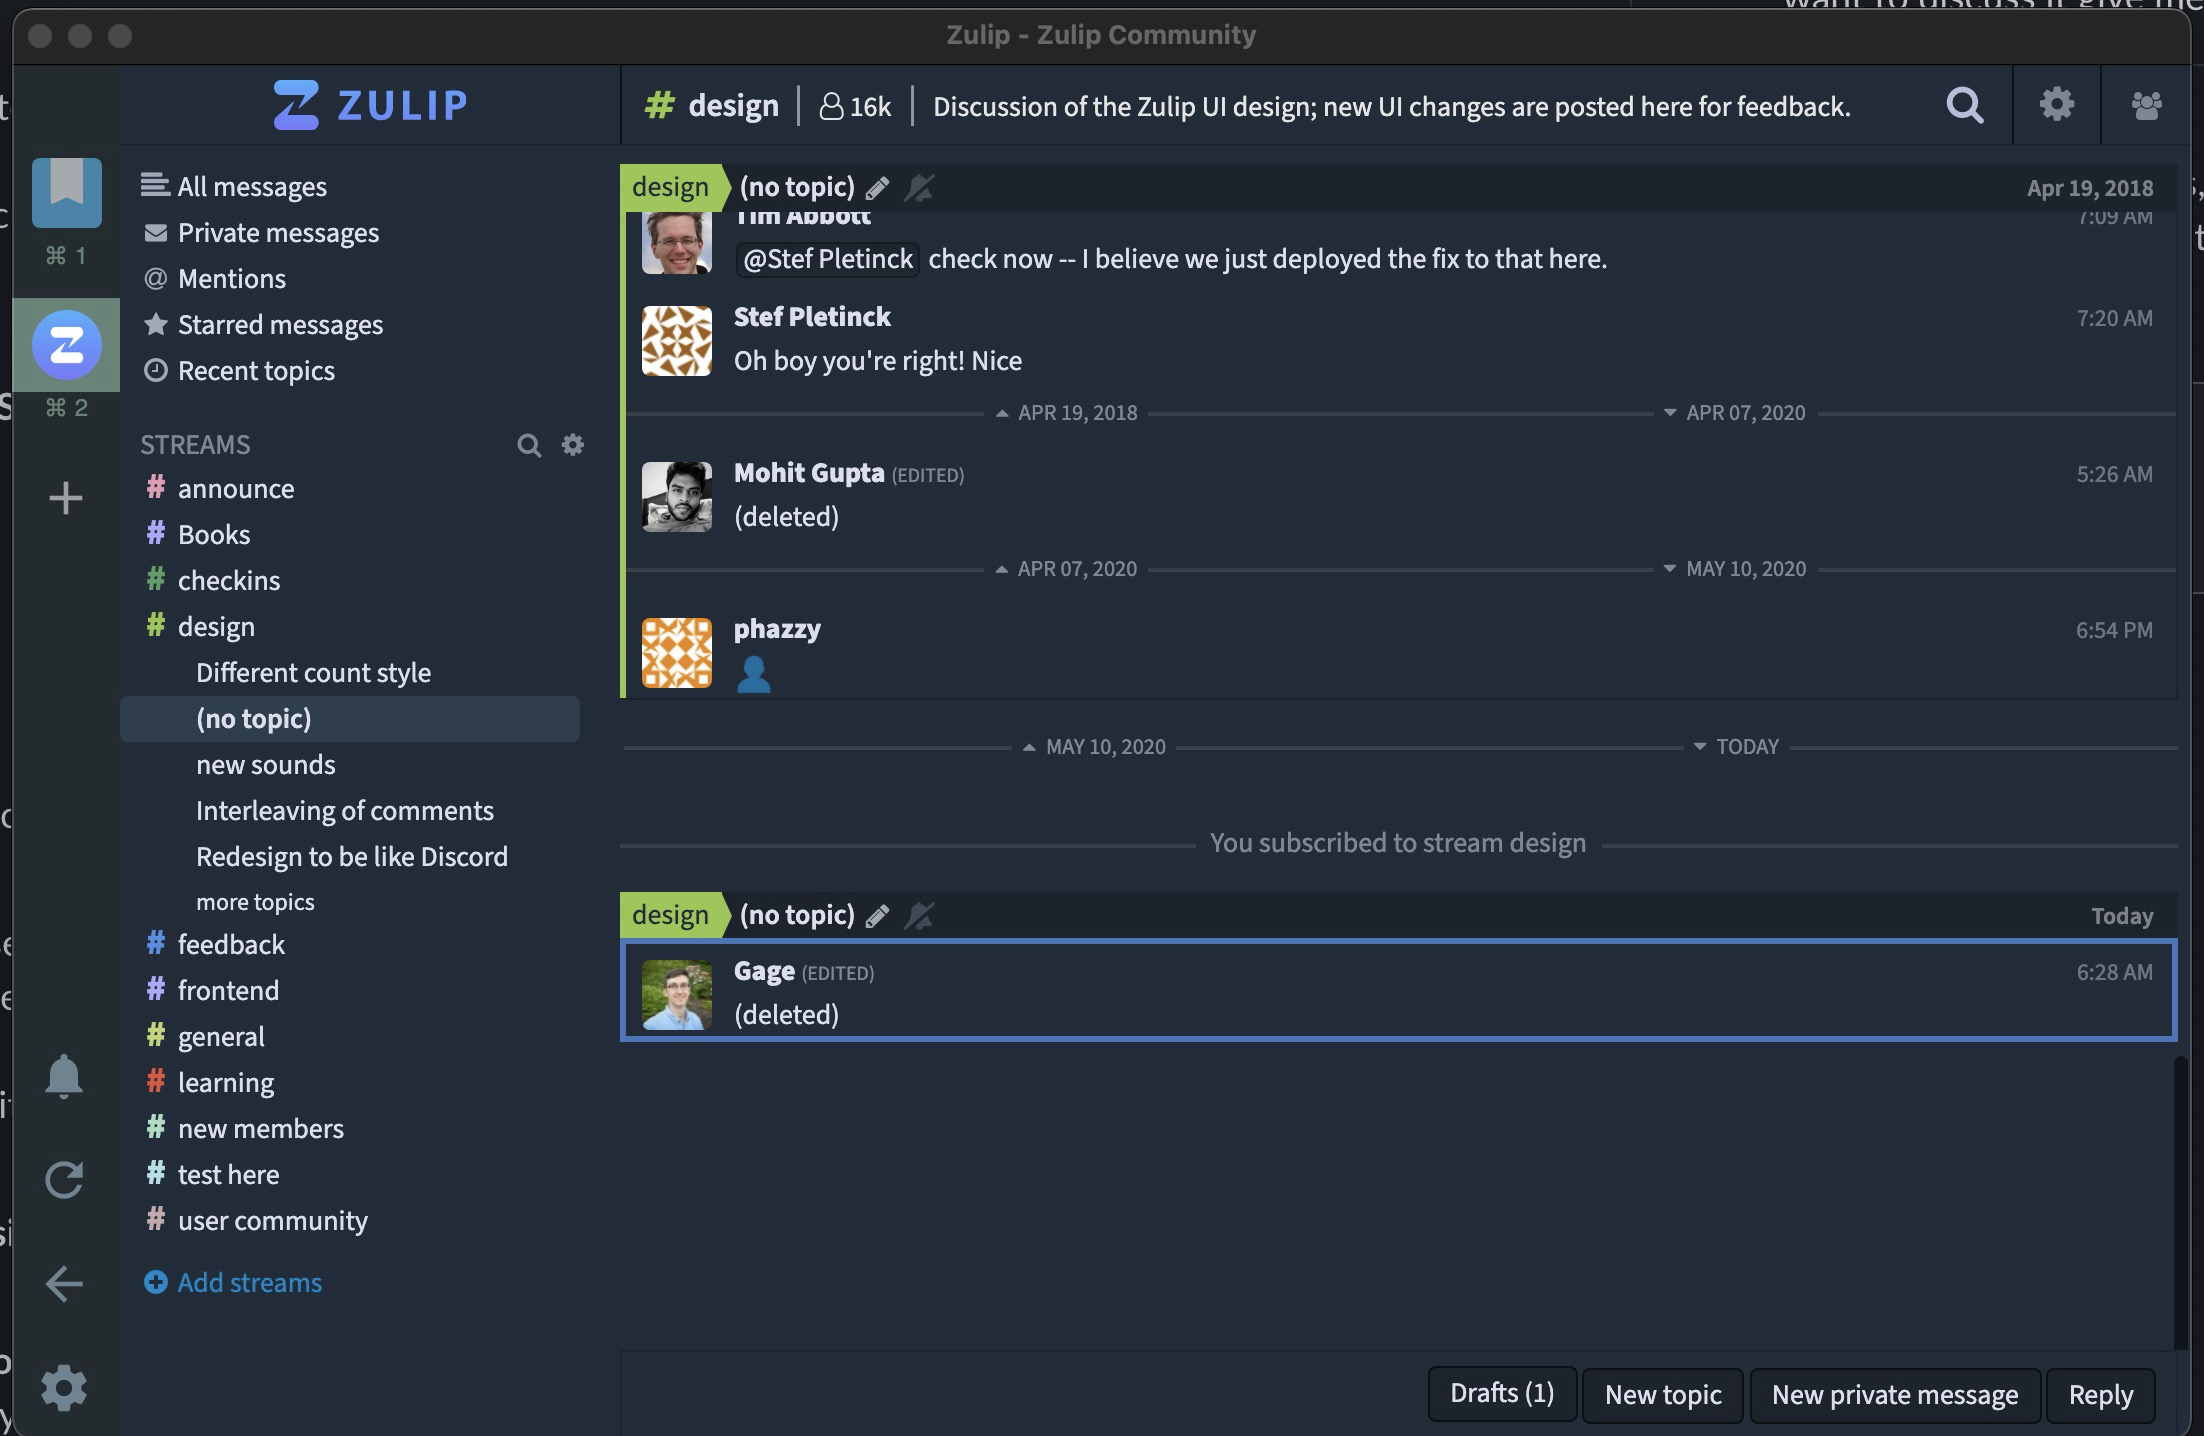 Zulip - Zulip Community
ZULIP
# design | 16k | Discussion of the Zulip UI design; new UI changes are posted here for feedback.
⌘ 1
⌘ 2
All messages
Private messages
@ Mentions
Starred messages
Recent topics
STREAMS
# announce
# Books
# checkins
# design
Different count style
(no topic)
new sounds
Interleaving of comments
Redesign to be like Discord
more topics
# feedback
# frontend
# general
# learning
# new members
# test here
# user community
Add streams
design (no topic) Apr 19, 2018
Tim Abbott 7:09 AM
@Stef Pletinck check now -- I believe we just deployed the fix to that here.
Stef Pletinck 7:20 AM
Oh boy you're right! Nice
APR 19, 2018 APR 07, 2020
Mohit Gupta (EDITED) 5:26 AM
(deleted)
APR 07, 2020 MAY 10, 2020
phazzy 6:54 PM
MAY 10, 2020 TODAY
You subscribed to stream design
design (no topic) Today
Gage (EDITED) 6:28 AM
(deleted)
Drafts (1) New topic New private message Reply